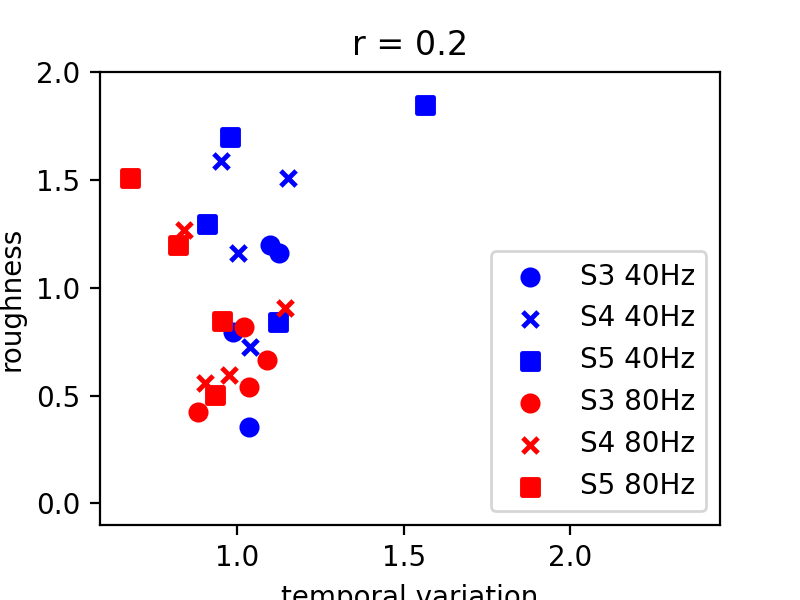 r = 0.2
2.0
1.5
1.0
0.5
0.0
roughness
S3 40Hz
S4 40Hz
S5 40Hz
S3 80Hz
S4 80Hz
S5 80Hz
1.0 1.5 2.0
temporal variation